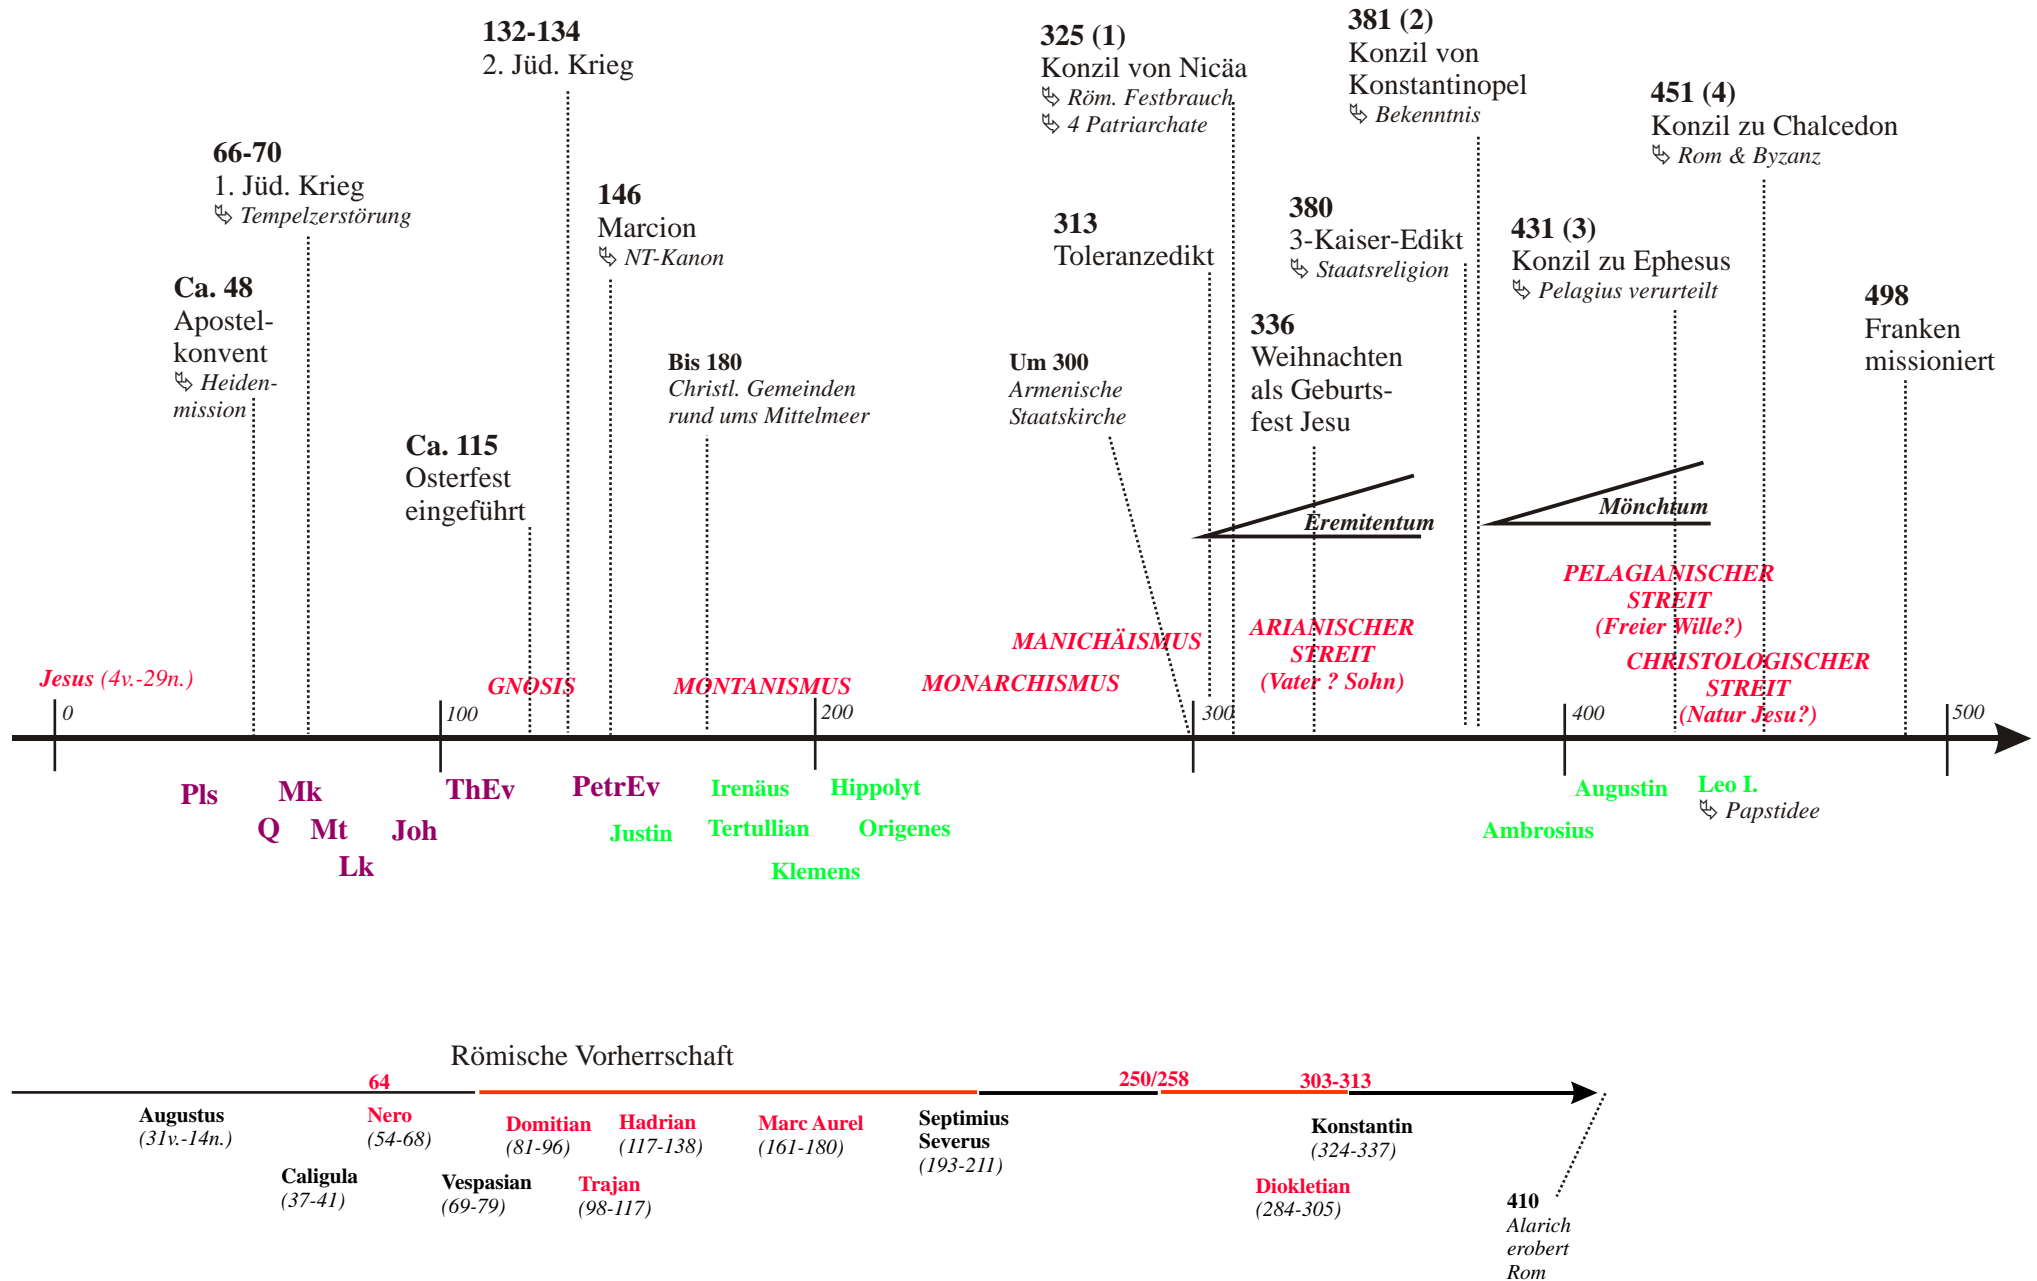 132-134
2. Jüd. Krieg
325 (1)
Konzil von Nicäa
Röm. Festbrauch
4 Patriarchate
381 (2)
Konzil von
Konstantinopel
Bekenntnis
451 (4)
Konzil zu Chalcedon
Rom & Byzanz
66-70
1. Jüd. Krieg
Tempelzerstörung
146
Marcion
NT-Kanon
313
Toleranzedikt
380
3-Kaiser-Edikt
Staatsreligion
431 (3)
Konzil zu Ephesus
Pelagius verurteilt
Ca. 48
Apostel-
konvent
Heiden-
mission
498
Franken
missioniert
336
Weihnachten
als Geburts-
fest Jesu
Bis 180
Christl. Gemeinden
rund ums Mittelmeer
Um 300
Armenische
Staatskirche
Ca. 115
Osterfest
eingeführt
Eremitentum
Mönchtum
PELAGIANISCHER
STREIT
(Freier Wille?)
MANICHÄISMUS
ARIANISCHER
STREIT
(Vater ? Sohn)
CHRISTOLOGISCHER
STREIT
(Natur Jesu?)
Jesus (4v.-29n.)
GNOSIS
MONTANISMUS
MONARCHISMUS
0
100
200
300
400
500
Pls
Mk
ThEv
PetrEv
Irenäus
Hippolyt
Augustin
Leo I.
Papstidee
Q
Mt
Joh
Justin
Tertullian
Origenes
Ambrosius
Lk
Klemens
Römische Vorherrschaft
64
250/258
303-313
Augustus
(31v.-14n.)
Nero
(54-68)
Domitian
(81-96)
Hadrian
(117-138)
Marc Aurel
(161-180)
Septimius
Severus
(193-211)
Konstantin
(324-337)
Caligula
(37-41)
Vespasian
(69-79)
Trajan
(98-117)
Diokletian
(284-305)
410
Alarich
erobert
Rom